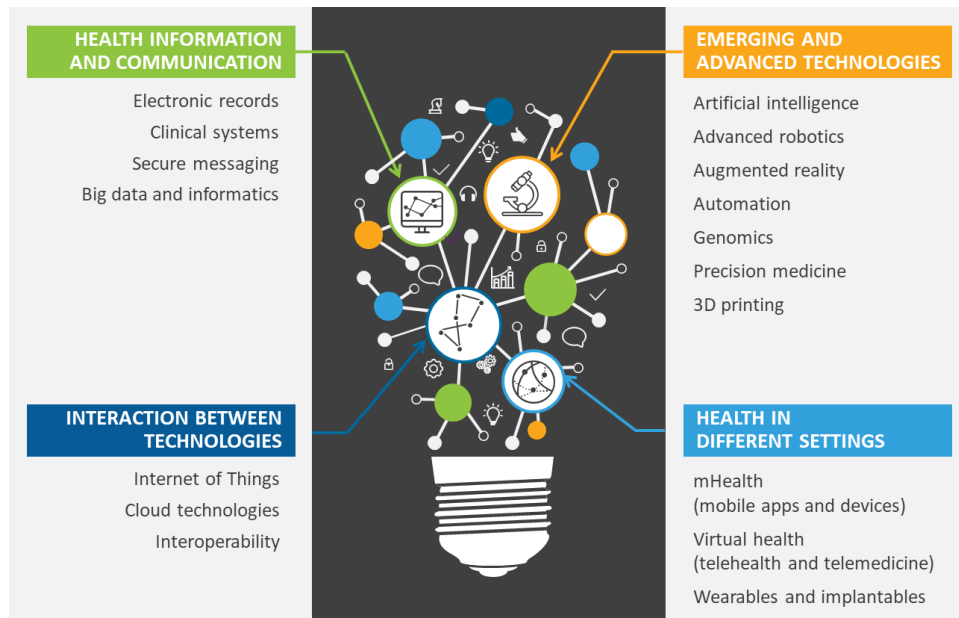 HEALTH INFORMATION
AND COMMUNICATION
Electronic records
Clinical systems
Secure messaging
Big data and informatics
EMERGING AND
ADVANCED TECHNOLOGIES
Artificial intelligence
Advanced robotics
Augmented reality
Automation
Genomics
Precision medicine
3D printing
INTERACTION BETWEEN
TECHNOLOGIES
Internet of Things
Cloud technologies
Interoperability
HEALTH IN
DIFFERENT SETTINGS
mHealth
(mobile apps and devices)
Virtual health
(telehealth and telemedicine)
Wearables and implantables